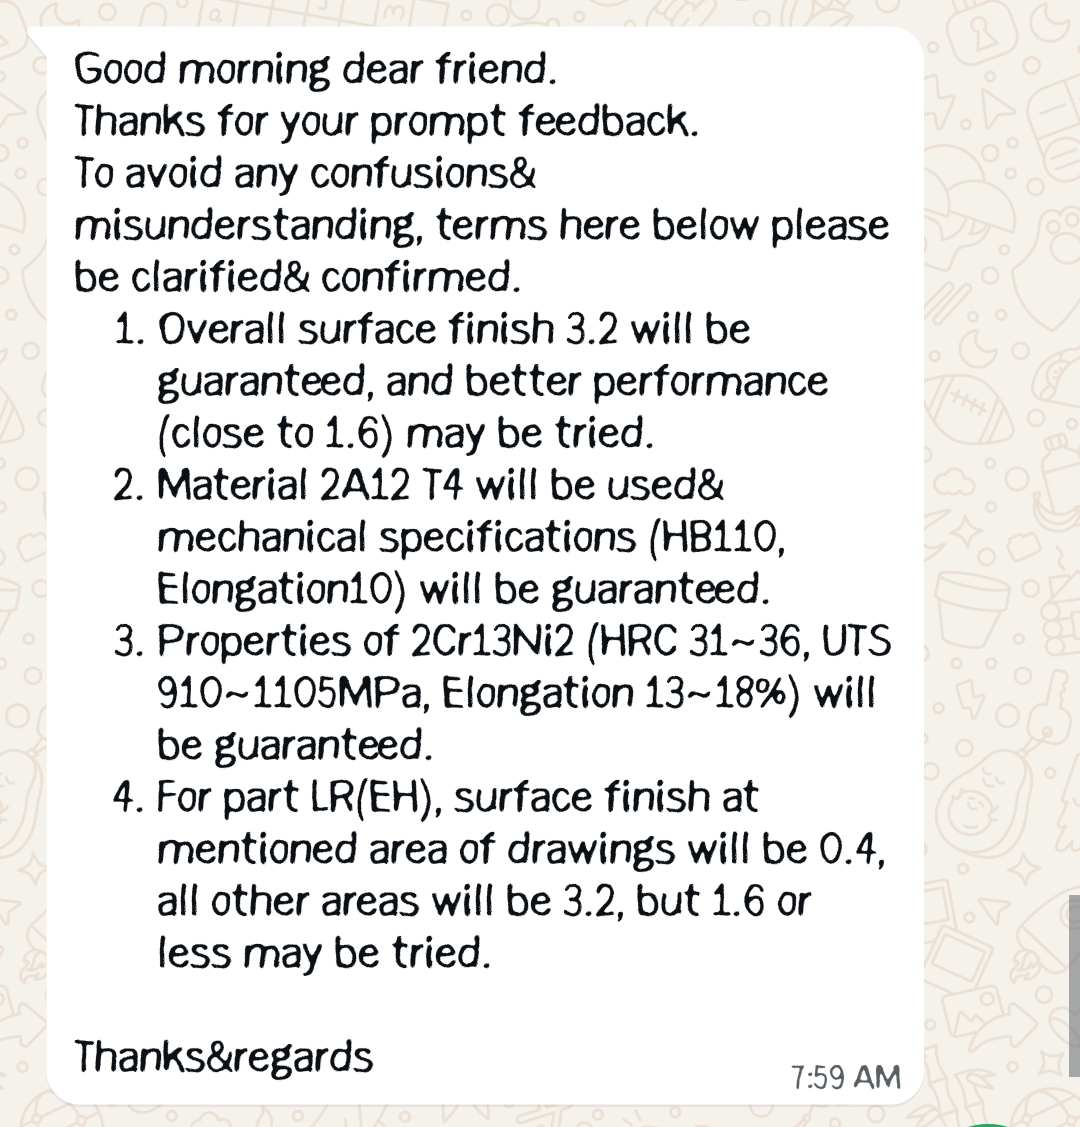 Good morning dear friend.
Thanks for your prompt feedback.
To avoid any confusions&
misunderstanding, terms here below please
be clarified& confirmed.
1. Overall surface finish 3.2 will be
guaranteed, and better performance
(close to 1.6) may be tried.
2. Material 2A12 T4 will be used&
mechanical specifications (HB110,
Elongation10) will be guaranteed.
3. Properties of 2Cr13Ni2 (HRC 31~36, UTS
910~1105MPa, Elongation 13~18%) will
be guaranteed.
4. For part LR(EH), surface finish at
mentioned area of drawings will be 0.4,
all other areas will be 3.2, but 1.6 or
less may be tried.
Thanks&regards
7:59 AM